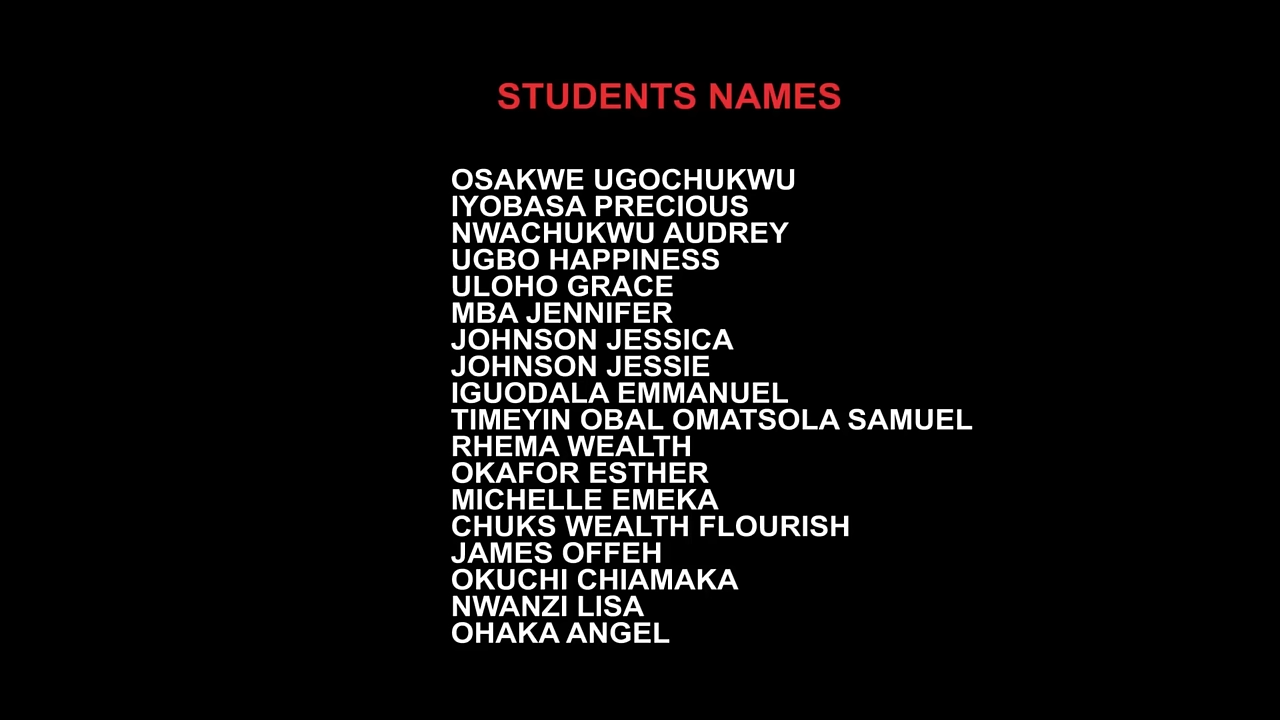 STUDENTS NAMES
OSAKWE UGOCHUKWU
IYOBASA PRECIOUS
NWACHUKWU AUDREY
UGBO HAPPINESS
ULOHO GRACE
MBA JENNIFER
JOHNSON JESSICA
JOHNSON JESSIE
IGUODALA EMMANUEL
TIMEYIN OBAL OMATSOLA SAMUEL
RHEMA WEALTH
OKAFOR ESTHER
MICHELLE EMEKA
CHUKS WEALTH FLOURISH
JAMES OFFEH
OKUCHI CHIAMAKA
NWANZI LISA
OHAKA ANGEL